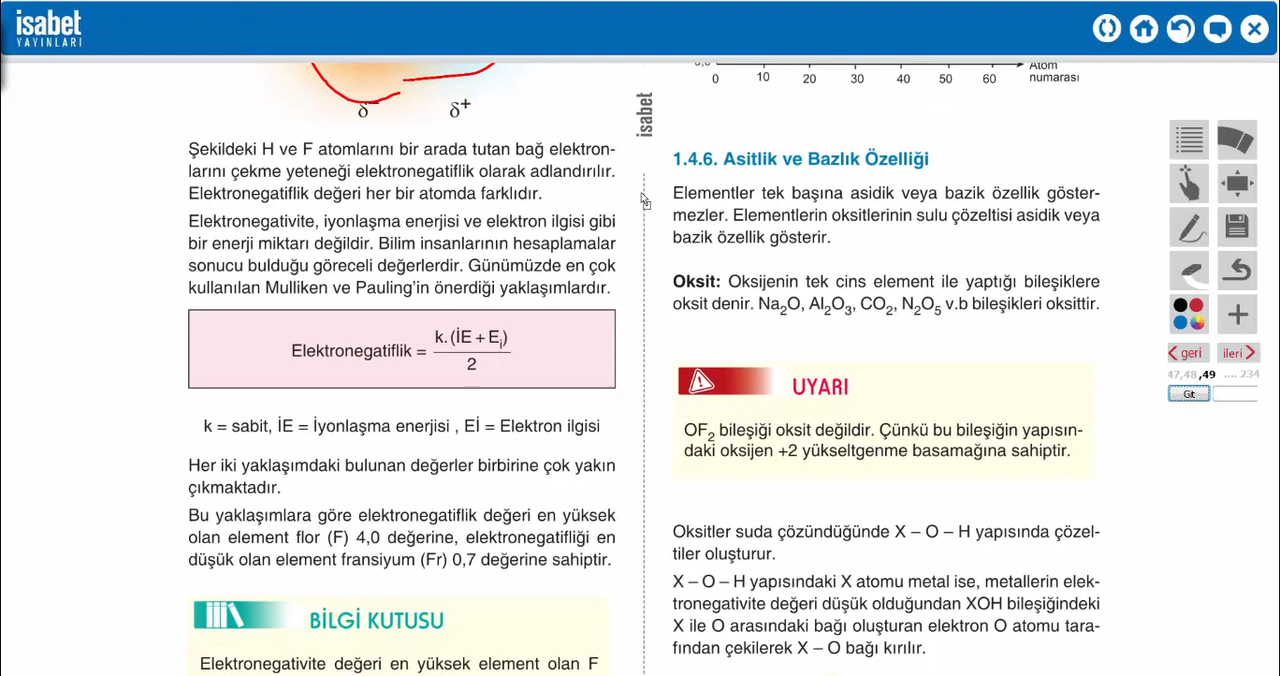 isabet
YAYINLARI
δ⁻ δ⁺
Şekildeki H ve F atomlarını bir arada tutan bağ elektron-
larını çekme yeteneği elektronegatiflik olarak adlandırılır.
Elektronegatiflik değeri her bir atomda farklıdır.
Elektronegativite, iyonlaşma enerjisi ve elektron ilgisi gibi
bir enerji miktarı değildir. Bilim insanlarının hesaplamalar
sonucu bulduğu göreceli değerlerdir. Günümüzde en çok
kullanılan Mulliken ve Pauling'in önerdiği yaklaşımlardır.
Elektronegatiflik = k.(İE + Eᵢ) / 2
k = sabit, İE = İyonlaşma enerjisi , Eİ = Elektron ilgisi
Her iki yaklaşımdaki bulunan değerler birbirine çok yakın
çıkmaktadır.
Bu yaklaşımlara göre elektronegatiflik değeri en yüksek
olan element flor (F) 4,0 değerine, elektronegatifliği en
düşük olan element fransiyum (Fr) 0,7 değerine sahiptir.
BİLGİ KUTUSU
Elektronegativite değeri en yüksek element olan F
isabet
0 10 20 30 40 50 60
Atom
numarası
1.4.6. Asitlik ve Bazlık Özelliği
Elementler tek başına asidik veya bazik özellik göster-
mezler. Elementlerin oksitlerinin sulu çözeltisi asidik veya
bazik özellik gösterir.
Oksit: Oksijenin tek cins element ile yaptığı bileşiklere
oksit denir. Na₂O, Al₂O₃, CO₂, N₂O₅ v.b bileşikleri oksittir.
UYARI
OF₂ bileşiği oksit değildir. Çünkü bu bileşiğin yapısın-
daki oksijen +2 yükseltgenme basamağına sahiptir.
Oksitler suda çözündüğünde X – O – H yapısında çözel-
tiler oluşturur.
X – O – H yapısındaki X atomu metal ise, metallerin elek-
tronegativite değeri düşük olduğundan XOH bileşiğindeki
X ile O arasındaki bağı oluşturan elektron O atomu tara-
fından çekilerek X – O bağı kırılır.
geri ileri
47,48,49 .... 234
Git